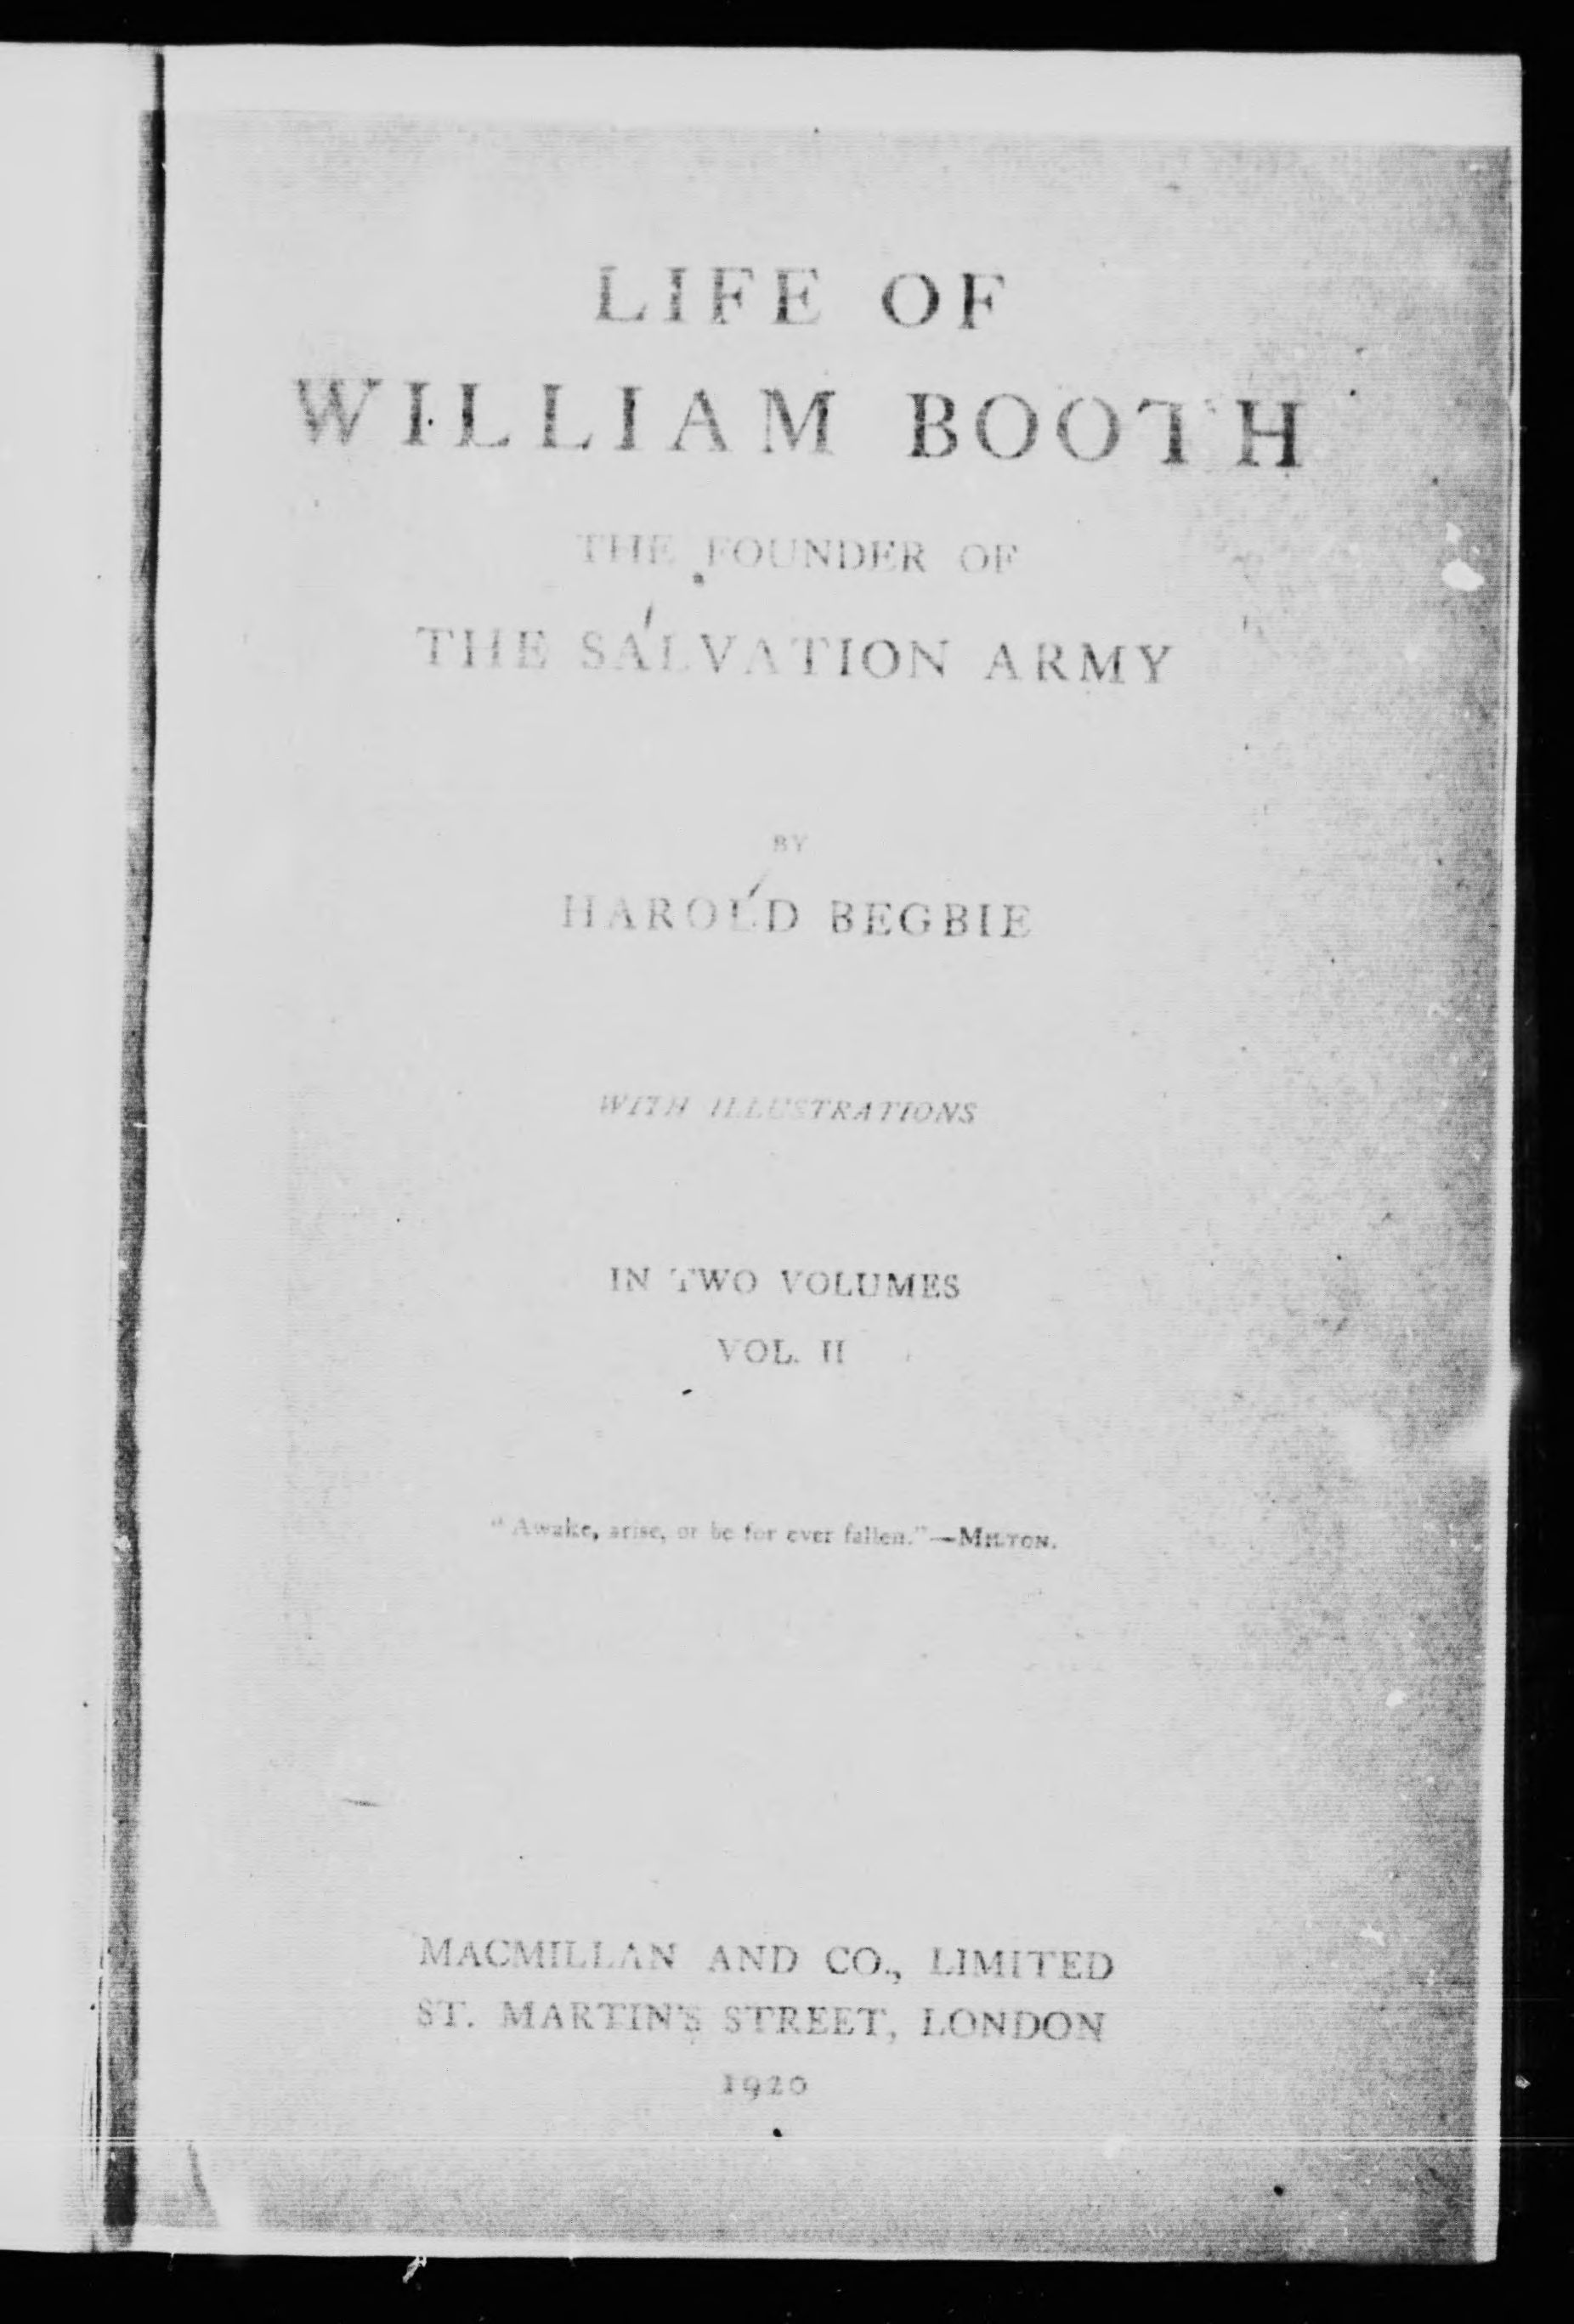 LIFE OF
WILLIAM BOOTH
THE FOUNDER OF
THE SALVATION ARMY
BY
HAROLD BEGBIE
WITH ILLUSTRATIONS
IN TWO VOLUMES
VOL. II
"Awake, arise, or be for ever fallen."—MILTON.
MACMILLAN AND CO., LIMITED
ST. MARTIN'S STREET, LONDON
1920